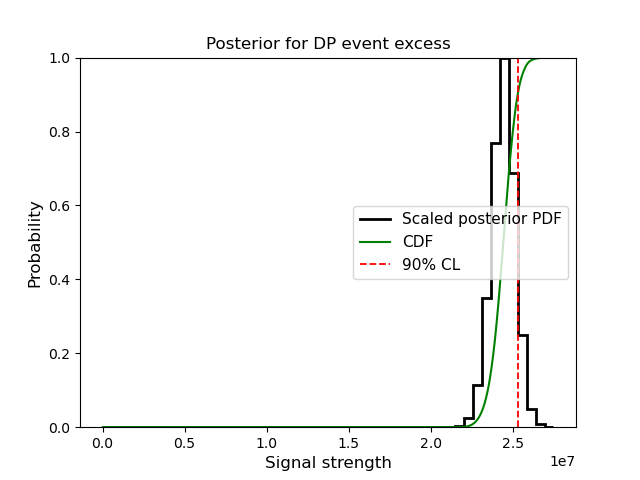 Posterior for DP event excess
1.0
0.8
0.6
0.4
0.2
0.0
Probability
Scaled posterior PDF
CDF
90% CL
0.0 0.5 1.0 1.5 2.0 2.5
1e7
Signal strength